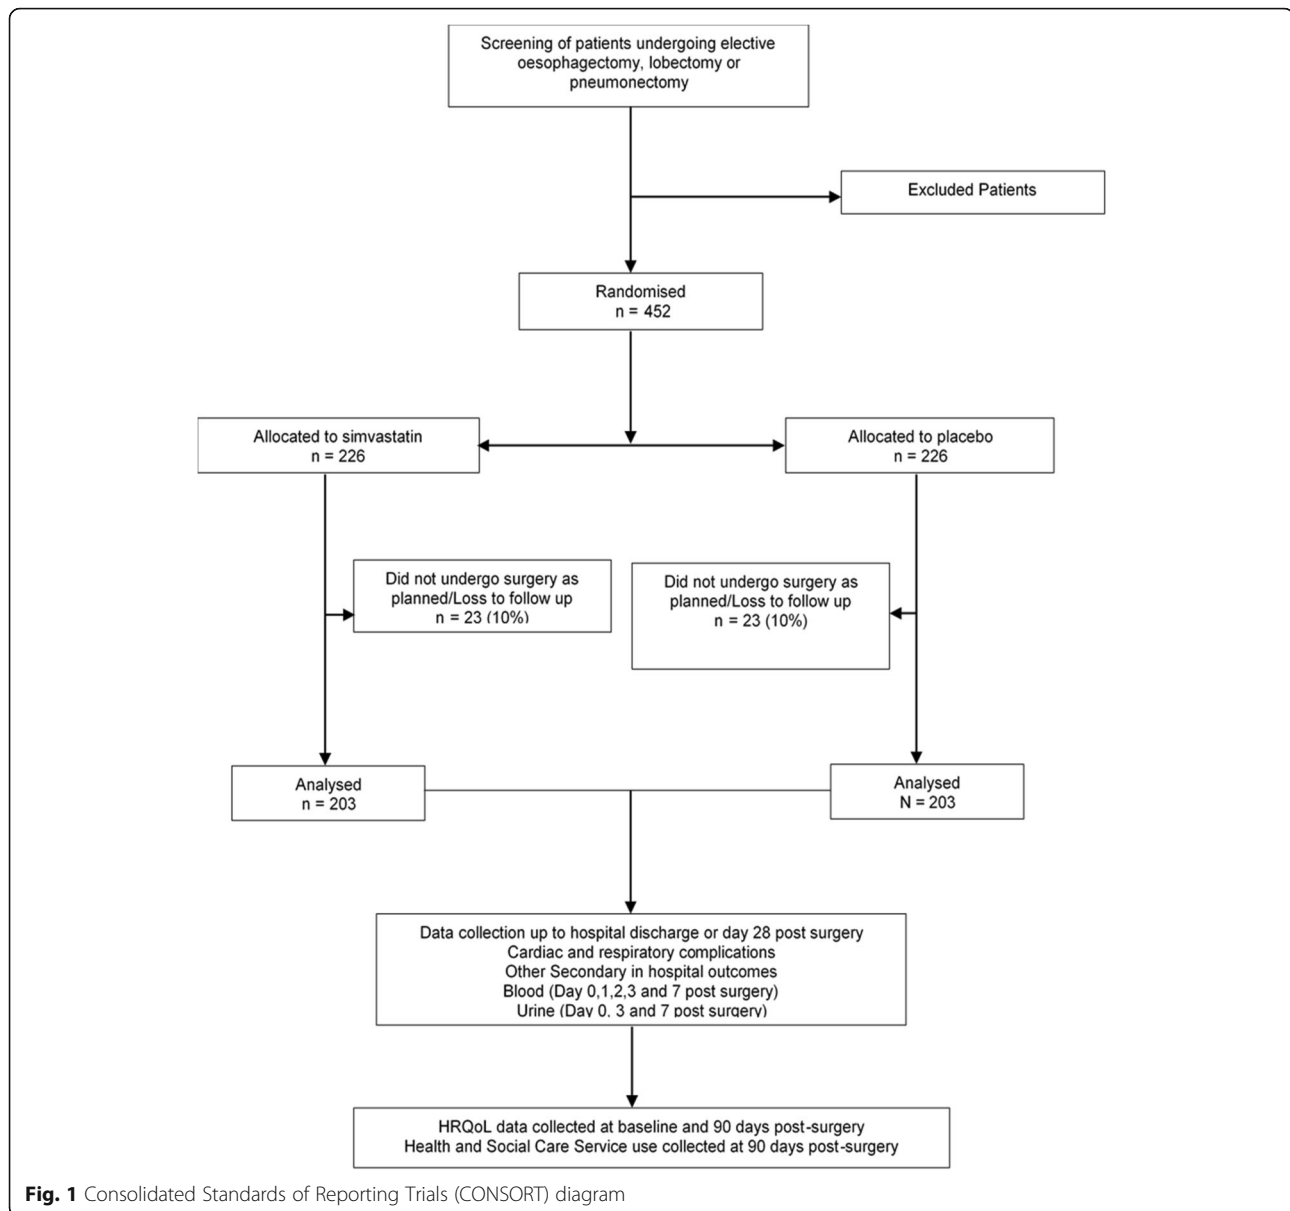 Screening of patients undergoing elective
oesophagectomy, lobectomy or
pneumonectomy
Excluded Patients
Randomised
n = 452
Allocated to simvastatin
n = 226
Allocated to placebo
n = 226
Did not undergo surgery as
planned/Loss to follow up
n = 23 (10%)
Did not undergo surgery as
planned/Loss to follow up
n = 23 (10%)
Analysed
n = 203
Analysed
N = 203
Data collection up to hospital discharge or day 28 post surgery
Cardiac and respiratory complications
Other Secondary in hospital outcomes
Blood (Day 0,1,2,3 and 7 post surgery)
Urine (Day 0, 3 and 7 post surgery)
HRQoL data collected at baseline and 90 days post-surgery
Health and Social Care Service use collected at 90 days post-surgery
Fig. 1 Consolidated Standards of Reporting Trials (CONSORT) diagram